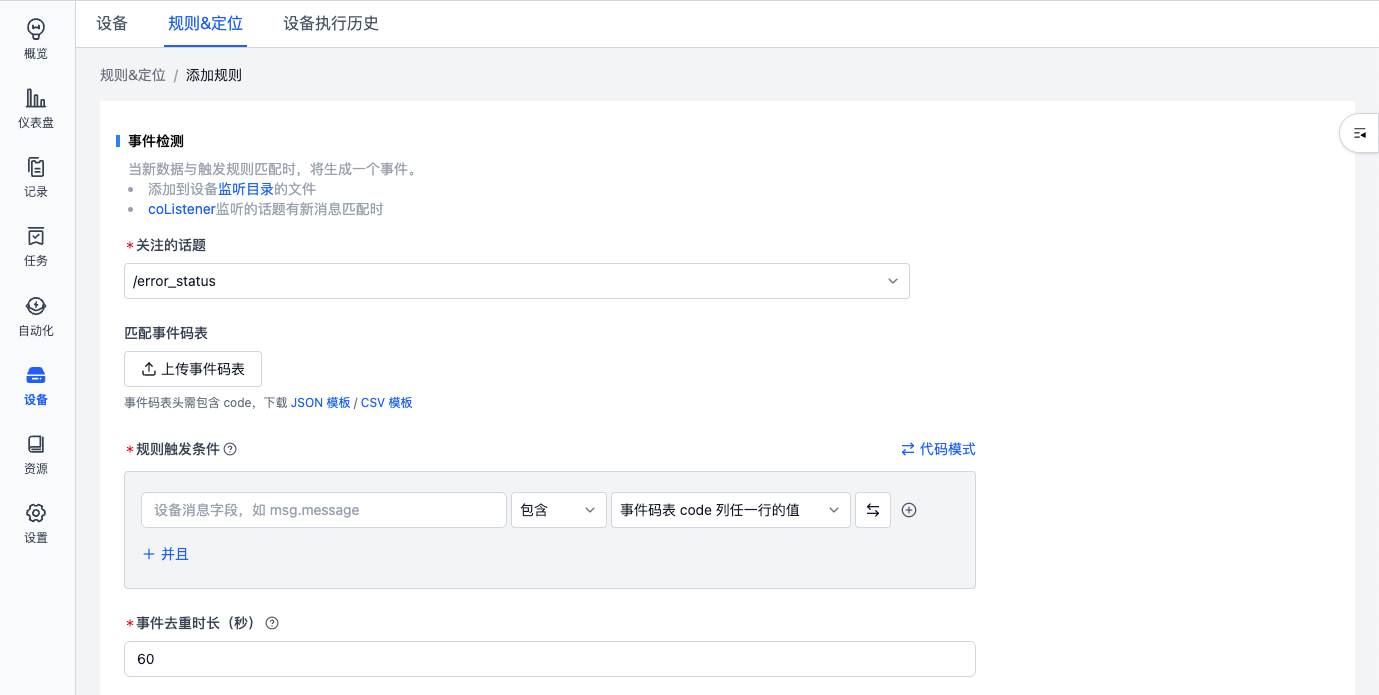 设备
规则&定位
设备执行历史
概览
仪表盘
记录
任务
自动化
设备
资源
设置
规则&定位 / 添加规则
事件检测
当新数据与触发规则匹配时，将生成一个事件。
• 添加到设备监听目录的文件
• coListener监听的话题有新消息匹配时
*关注的话题
/error_status
匹配事件码表
上传事件码表
事件码表头需包含 code，下载 JSON 模板 / CSV 模板
*规则触发条件
代码模式
设备消息字段，如 msg.message
包含
事件码表 code 列任一行的值
+ 并且
*事件去重时长（秒）
60